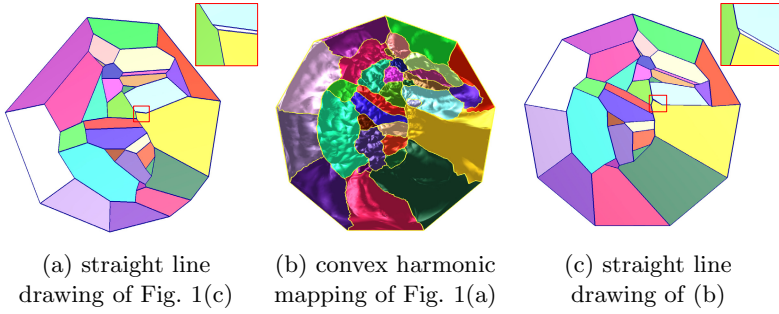 (a) straight line
drawing of Fig. 1(c)
(b) convex harmonic
mapping of Fig. 1(a)
(c) straight line
drawing of (b)